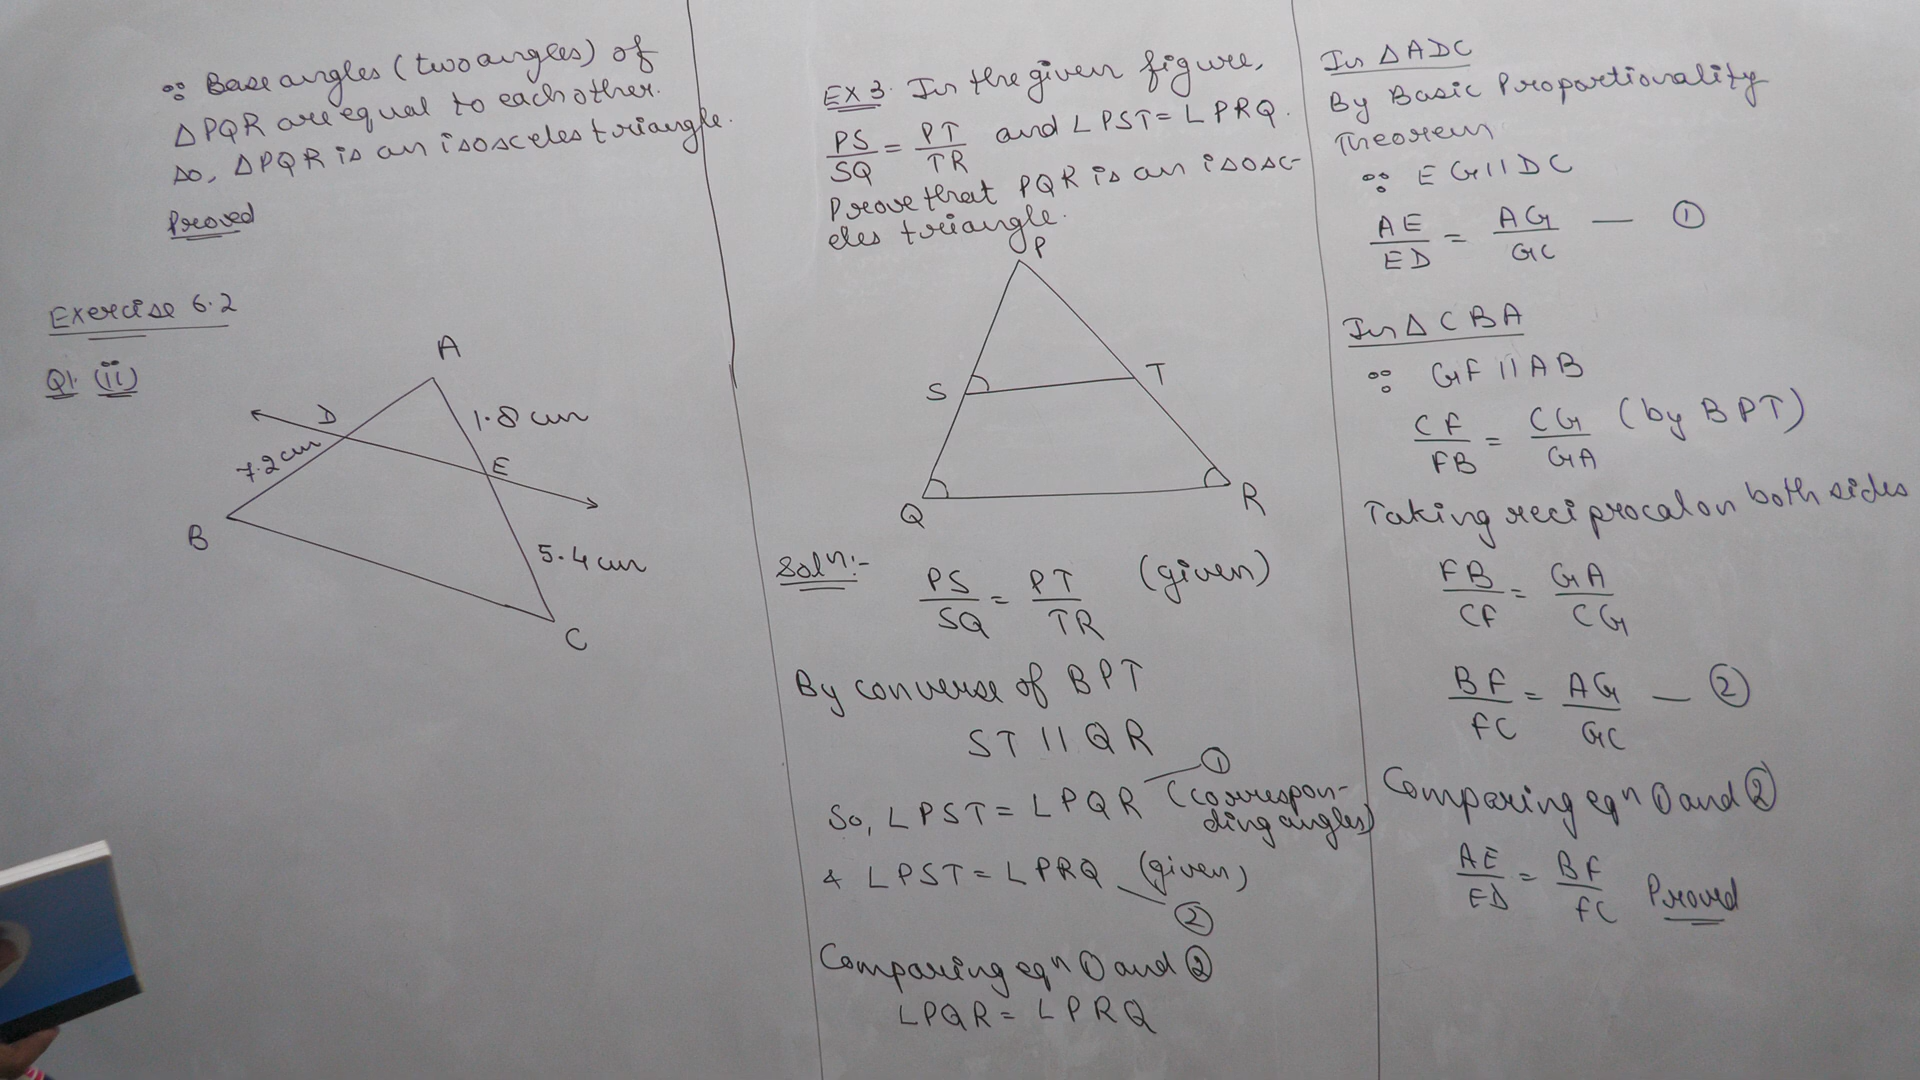 ∵ Base angles (two angles) of
△PQR are equal to each other.
so, △PQR is an isosceles triangle.
Proved
Exercise 6.2
Q1. (ii)
A
D
1.8 cm
7.2 cm
E
B
5.4 cm
C
EX 3. In the given figure,
PS/SQ = PT/TR and ∠PST = ∠PRQ.
Prove that PQR is an isosc-
eles triangle.
P
S
T
Q
R
Solⁿ:-
PS/SQ = PT/TR (given)
By converse of BPT
ST || QR
So, ∠PST = ∠PQR — ① (correspon-
ding angles)
& ∠PST = ∠PRQ (given)
— ②
Comparing eqⁿ ① and ②
∠PQR = ∠PRQ
In △ADC
By Basic Proportionality
Theorem
∵ EG || DC
AE/ED = AG/GC — ①
In △CBA
∵ GF || AB
CF/FB = CG/GA (by BPT)
Taking reciprocal on both sides
FB/CF = GA/CG
BF/FC = AG/GC — ②
Comparing eqⁿ ① and ②
AE/ED = BF/FC Proved